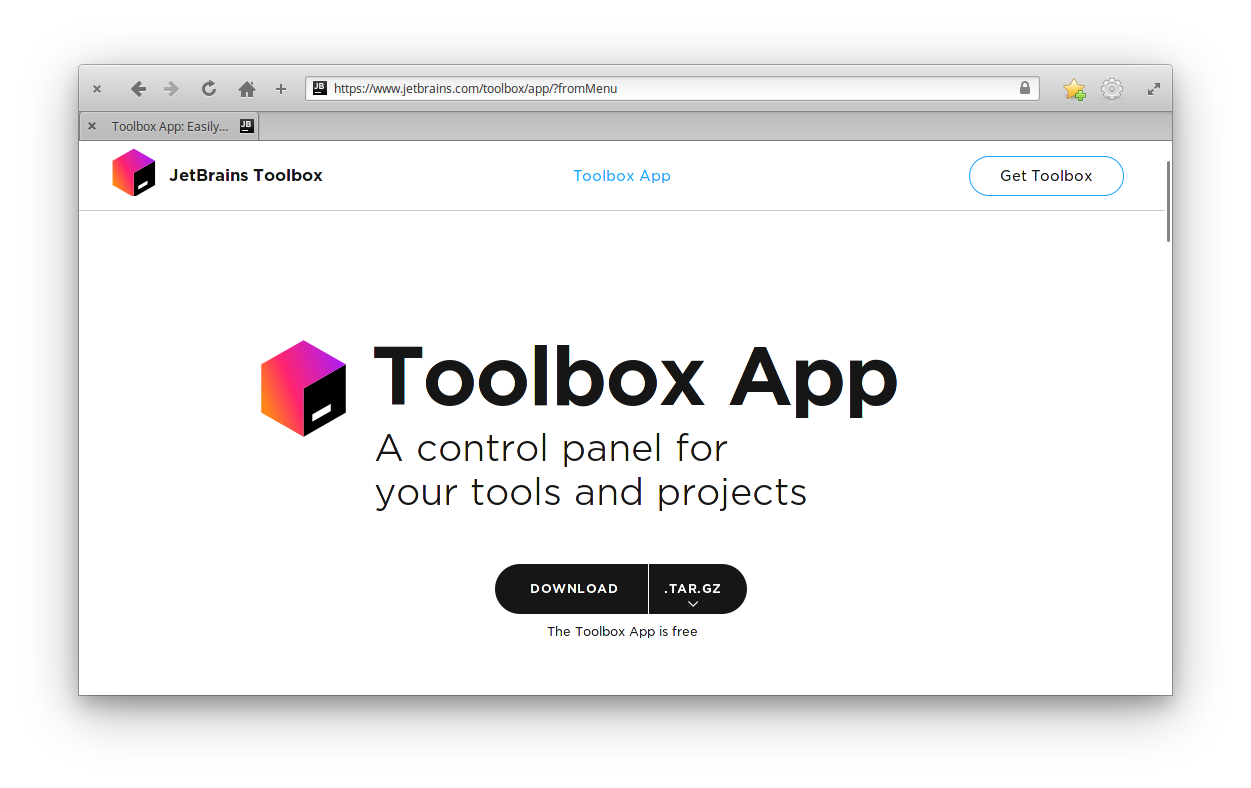 JB https://www.jetbrains.com/toolbox/app/?fromMenu
Toolbox App: Easily... JB
JetBrains Toolbox
Toolbox App
Get Toolbox
Toolbox App
A control panel for
your tools and projects
DOWNLOAD
.TAR.GZ
The Toolbox App is free